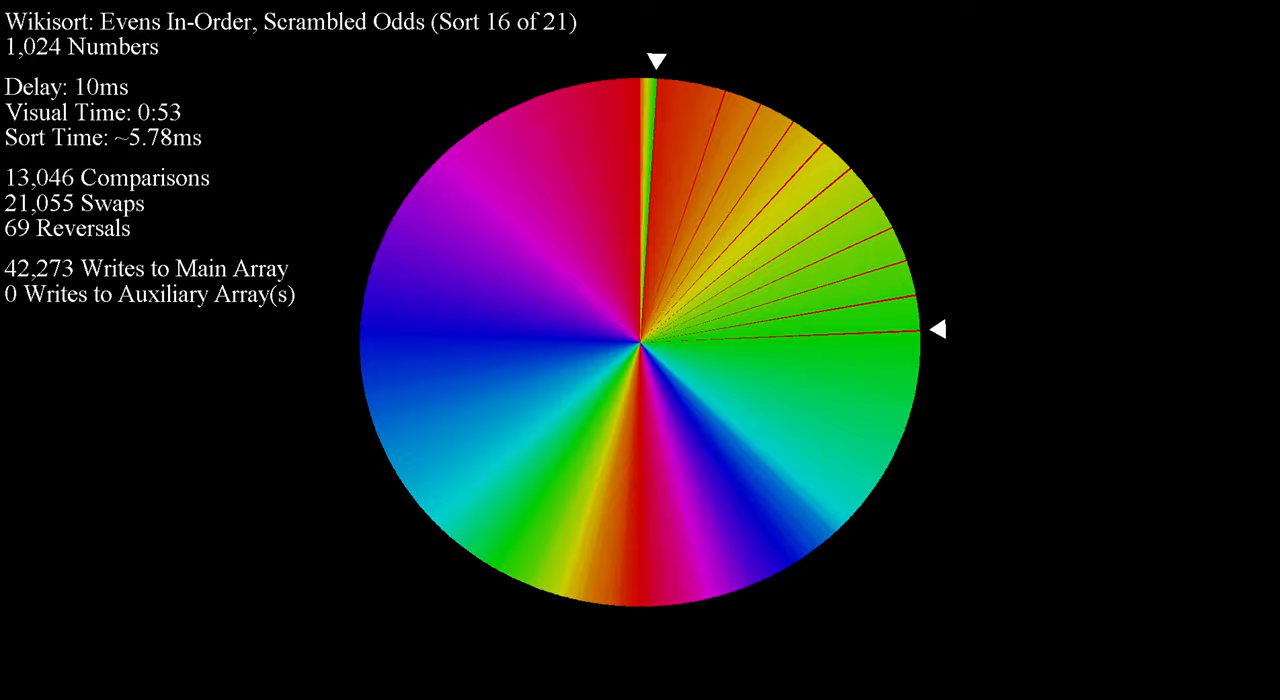 Wikisort: Evens In-Order, Scrambled Odds (Sort 16 of 21)
1,024 Numbers
Delay: 10ms
Visual Time: 0:53
Sort Time: ~5.78ms
13,046 Comparisons
21,055 Swaps
69 Reversals
42,273 Writes to Main Array
0 Writes to Auxiliary Array(s)